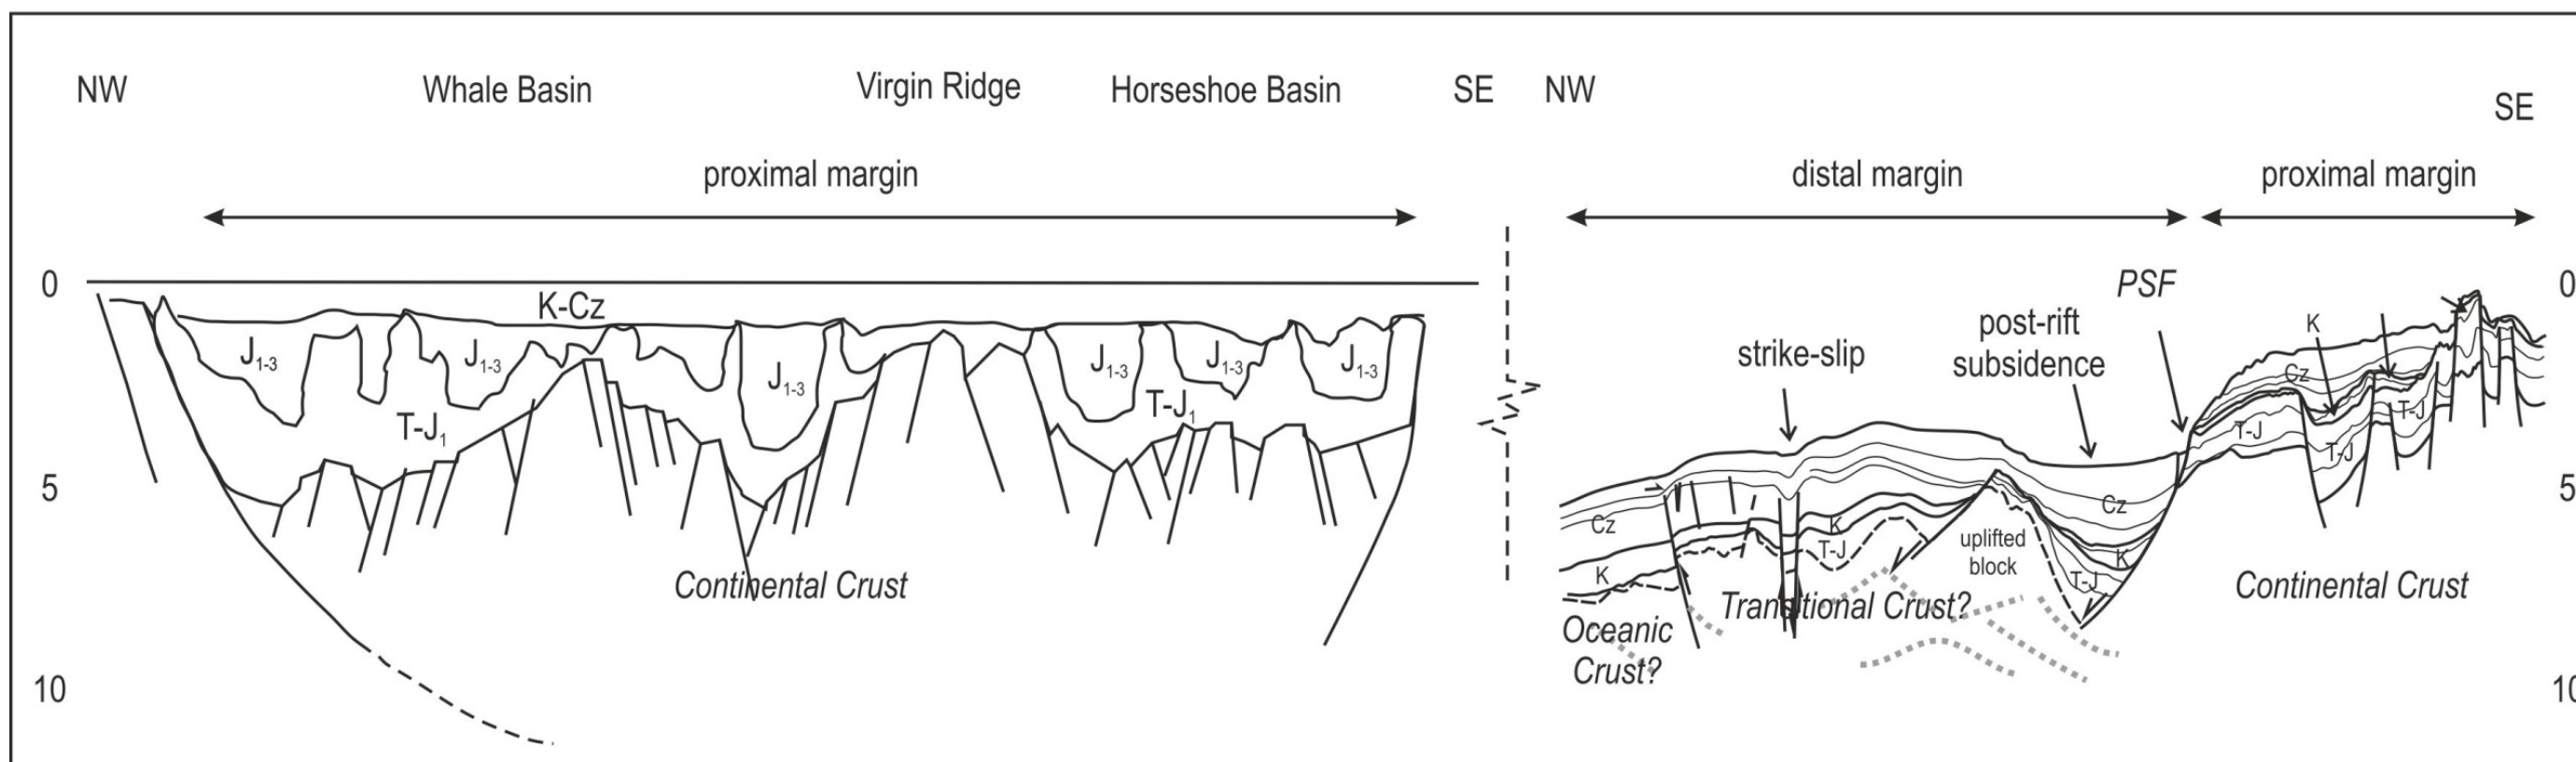 NW Whale Basin Virgin Ridge Horseshoe Basin SE NW SE
proximal margin distal margin proximal margin
0 PSF 0
K-Cz
post-rift
subsidence
strike-slip
K
J1-3 J1-3 J1-3 J1-3 J1-3 J1-3
Cz
T-J1 T-J1
T-J T-J T-J
5 5
Cz
Cz K
T-J
uplifted
block
K
K T-J
Continental Crust Transitional Crust? Continental Crust
Oceanic
Crust?
10 10